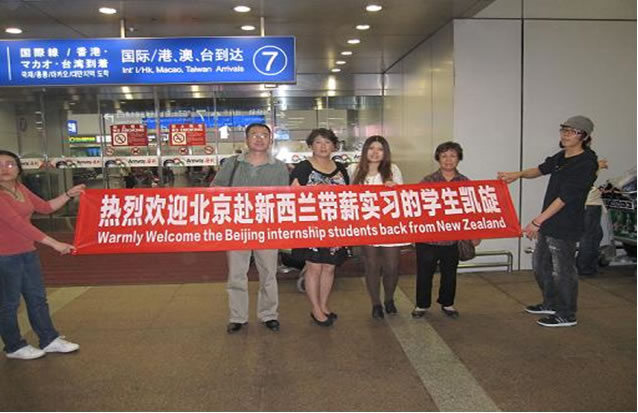 国際線 / 香港・
マカオ・台湾到着
국제/홍콩/마카오/대만지역 도착
国际/港、澳、台到达
Int'l/Hk, Macao, Taiwan Arrivals
7
热烈欢迎北京赴新西兰带薪实习的学生凯旋
Warmly Welcome the Beijing internship students back from New Zealand